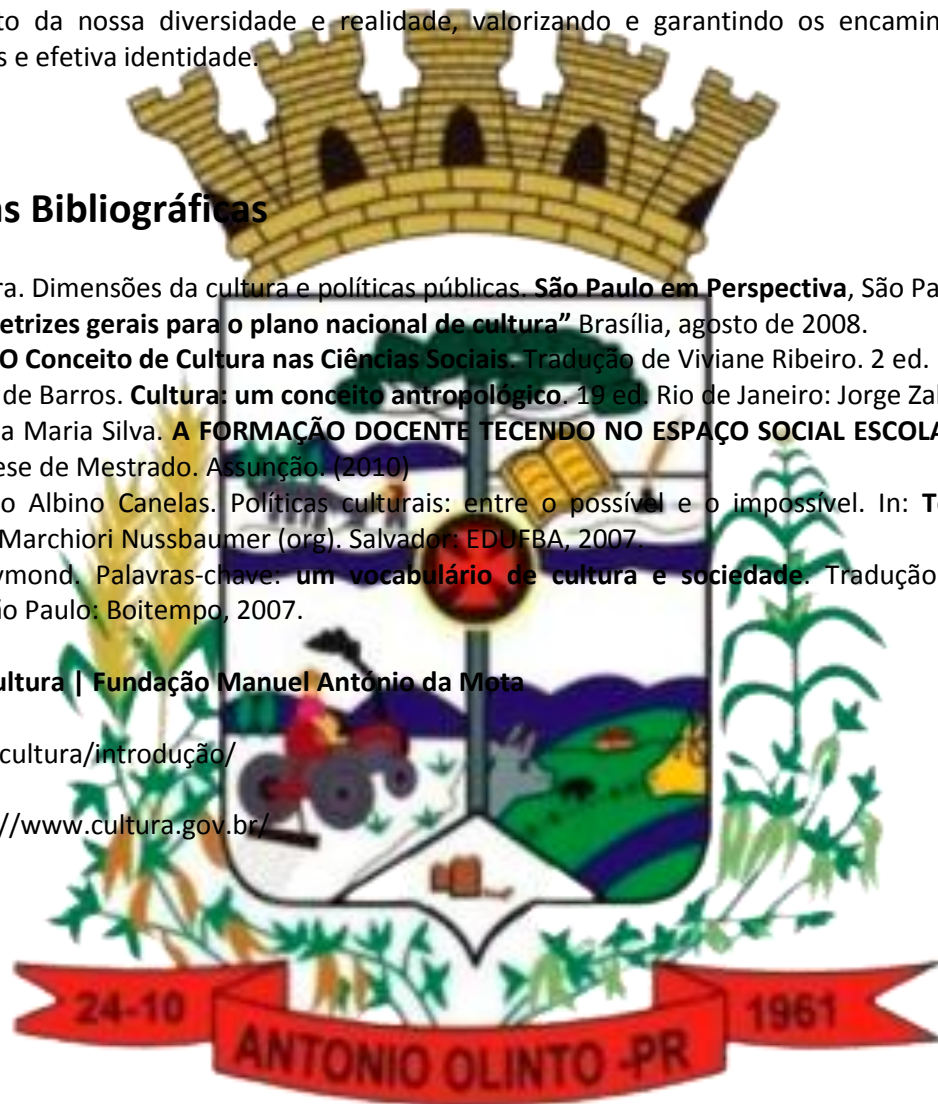 to da nossa diversidade e realidade, valorizando e garantindo os encamin
s e efetiva identidade.
as Bibliográficas
ra. Dimensões da cultura e políticas públicas. São Paulo em Perspectiva, São Pa
etrizes gerais para o plano nacional de cultura” Brasília, agosto de 2008.
O Conceito de Cultura nas Ciências Sociais. Tradução de Viviane Ribeiro. 2 ed.
de Barros. Cultura: um conceito antropológico. 19 ed. Rio de Janeiro: Jorge Zal
a Maria Silva. A FORMAÇÃO DOCENTE TECENDO NO ESPAÇO SOCIAL ESCOLA
ese de Mestrado. Assunção. (2010)
o Albino Canelas. Políticas culturais: entre o possível e o impossível. In: T
Marchiori Nussbaumer (org). Salvador: EDUFBA, 2007.
ymond. Palavras-chave: um vocabulário de cultura e sociedade. Tradução
ão Paulo: Boitempo, 2007.
ultura | Fundação Manuel António da Mota
cultura/introdução/
//www.cultura.gov.br/
24-10
1961
ANTONIO OLINTO -PR